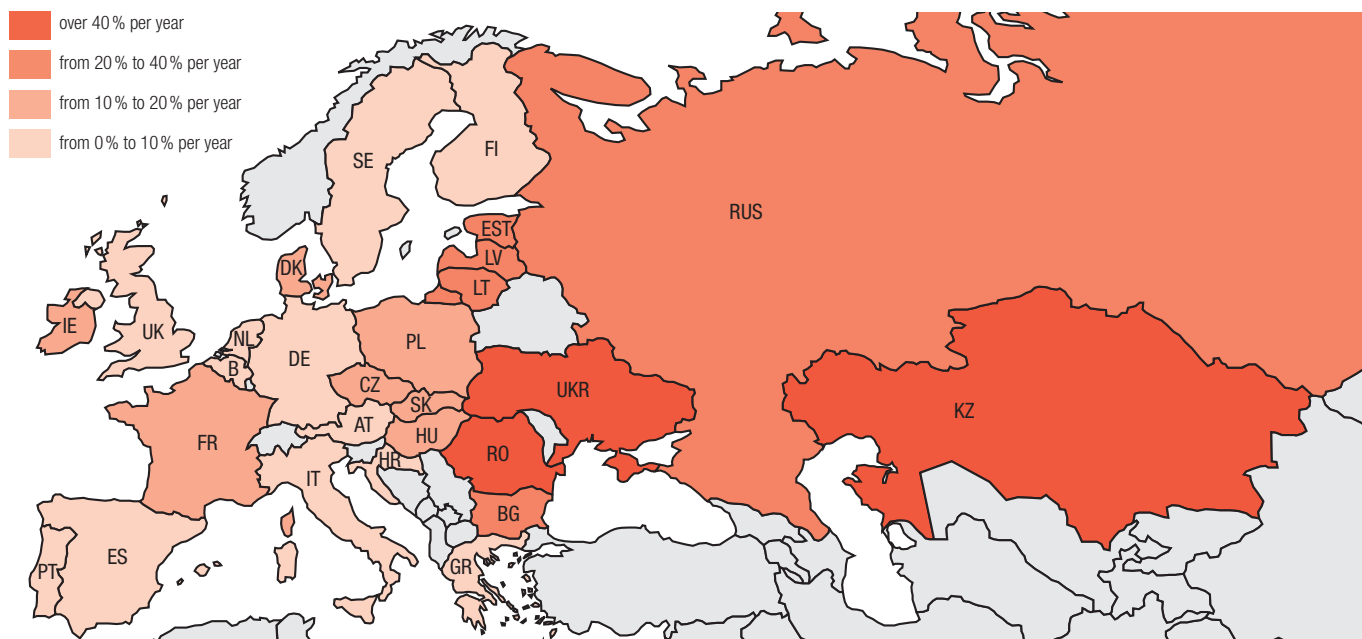 over 40 % per year
from 20 % to 40 % per year
from 10 % to 20 % per year
from 0 % to 10 % per year
SE
FI
RUS
EST
LV
DK
LT
IE
UK
NL
DE
PL
B
CZ
UKR
SK
KZ
AT
FR
HU
RO
HR
IT
BG
ES
PT
GR